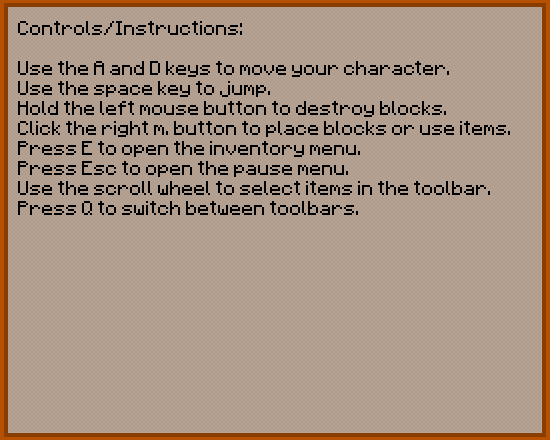 Controls/Instructions:
Use the A and D keys to move your character.
Use the space key to jump.
Hold the left mouse button to destroy blocks.
Click the right m. button to place blocks or use items.
Press E to open the inventory menu.
Press Esc to open the pause menu.
Use the scroll wheel to select items in the toolbar.
Press Q to switch between toolbars.